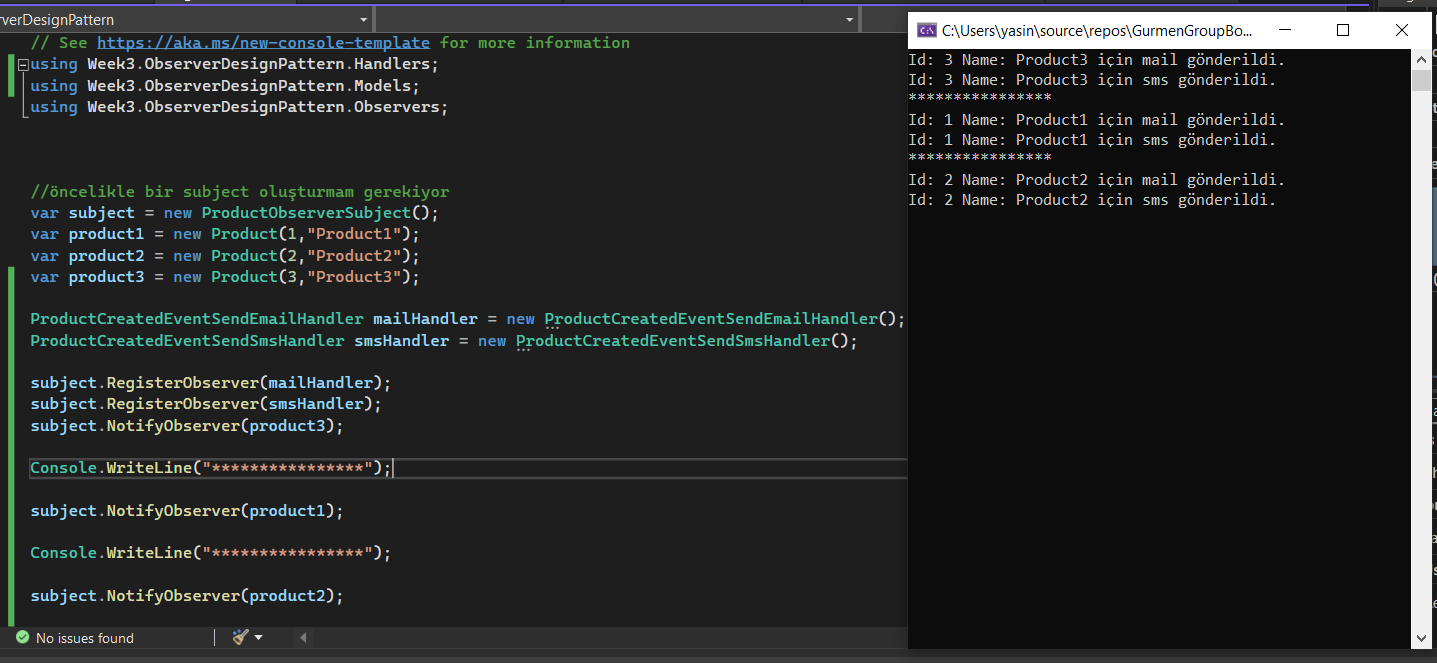 rverDesignPattern
// See https://aka.ms/new-console-template for more information
using Week3.ObserverDesignPattern.Handlers;
using Week3.ObserverDesignPattern.Models;
using Week3.ObserverDesignPattern.Observers;
//öncelikle bir subject oluşturmam gerekiyor
var subject = new ProductObserverSubject();
var product1 = new Product(1,"Product1");
var product2 = new Product(2,"Product2");
var product3 = new Product(3,"Product3");
ProductCreatedEventSendEmailHandler mailHandler = new ProductCreatedEventSendEmailHandler();
ProductCreatedEventSendSmsHandler smsHandler = new ProductCreatedEventSendSmsHandler();
subject.RegisterObserver(mailHandler);
subject.RegisterObserver(smsHandler);
subject.NotifyObserver(product3);
Console.WriteLine("****************");
subject.NotifyObserver(product1);
Console.WriteLine("****************");
subject.NotifyObserver(product2);
No issues found
C:\Users\yasin\source\repos\GurmenGroupBo...
Id: 3 Name: Product3 için mail gönderildi.
Id: 3 Name: Product3 için sms gönderildi.
****************
Id: 1 Name: Product1 için mail gönderildi.
Id: 1 Name: Product1 için sms gönderildi.
****************
Id: 2 Name: Product2 için mail gönderildi.
Id: 2 Name: Product2 için sms gönderildi.